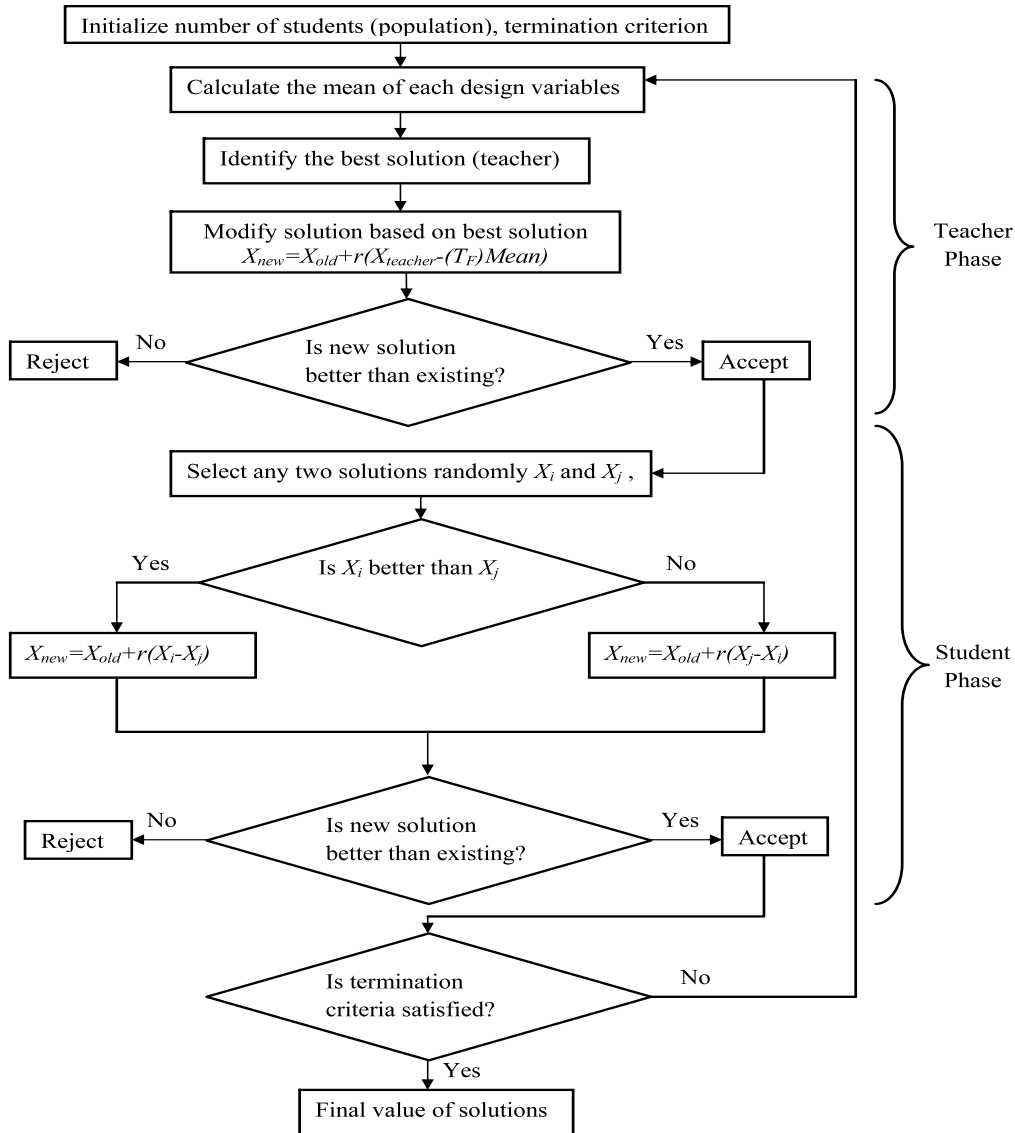 Initialize number of students (population), termination criterion
Calculate the mean of each design variables
Identify the best solution (teacher)
Modify solution based on best solution
Xnew=Xold+r(Xteacher-(TF)Mean)
Teacher
Phase
No
Is new solution
better than existing?
Yes
Reject
Accept
Select any two solutions randomly Xi and Xj ,
Yes
Is Xi better than Xj
No
Xnew=Xold+r(Xi-Xj)
Xnew=Xold+r(Xj-Xi)
Student
Phase
No
Is new solution
better than existing?
Yes
Reject
Accept
Is termination
criteria satisfied?
No
Yes
Final value of solutions